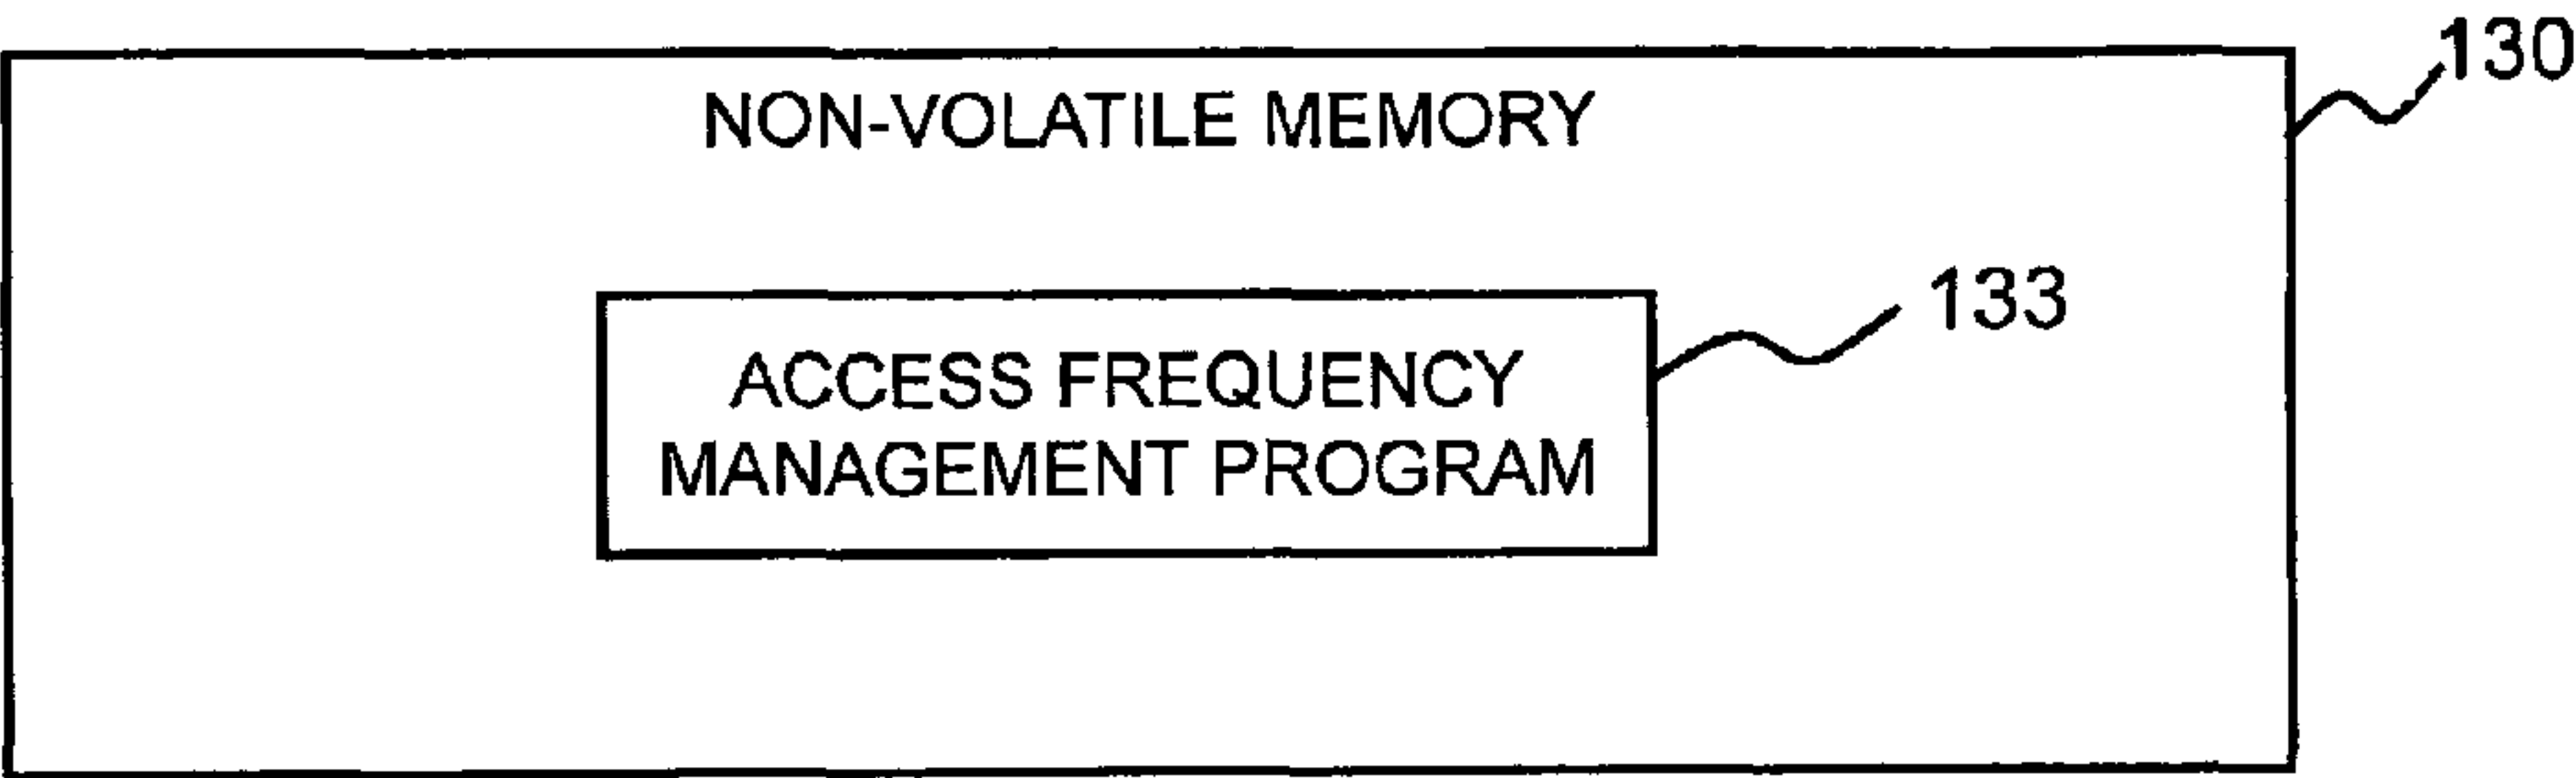 130
NON-VOLATILE MEMORY
133
ACCESS FREQUENCY
MANAGEMENT PROGRAM